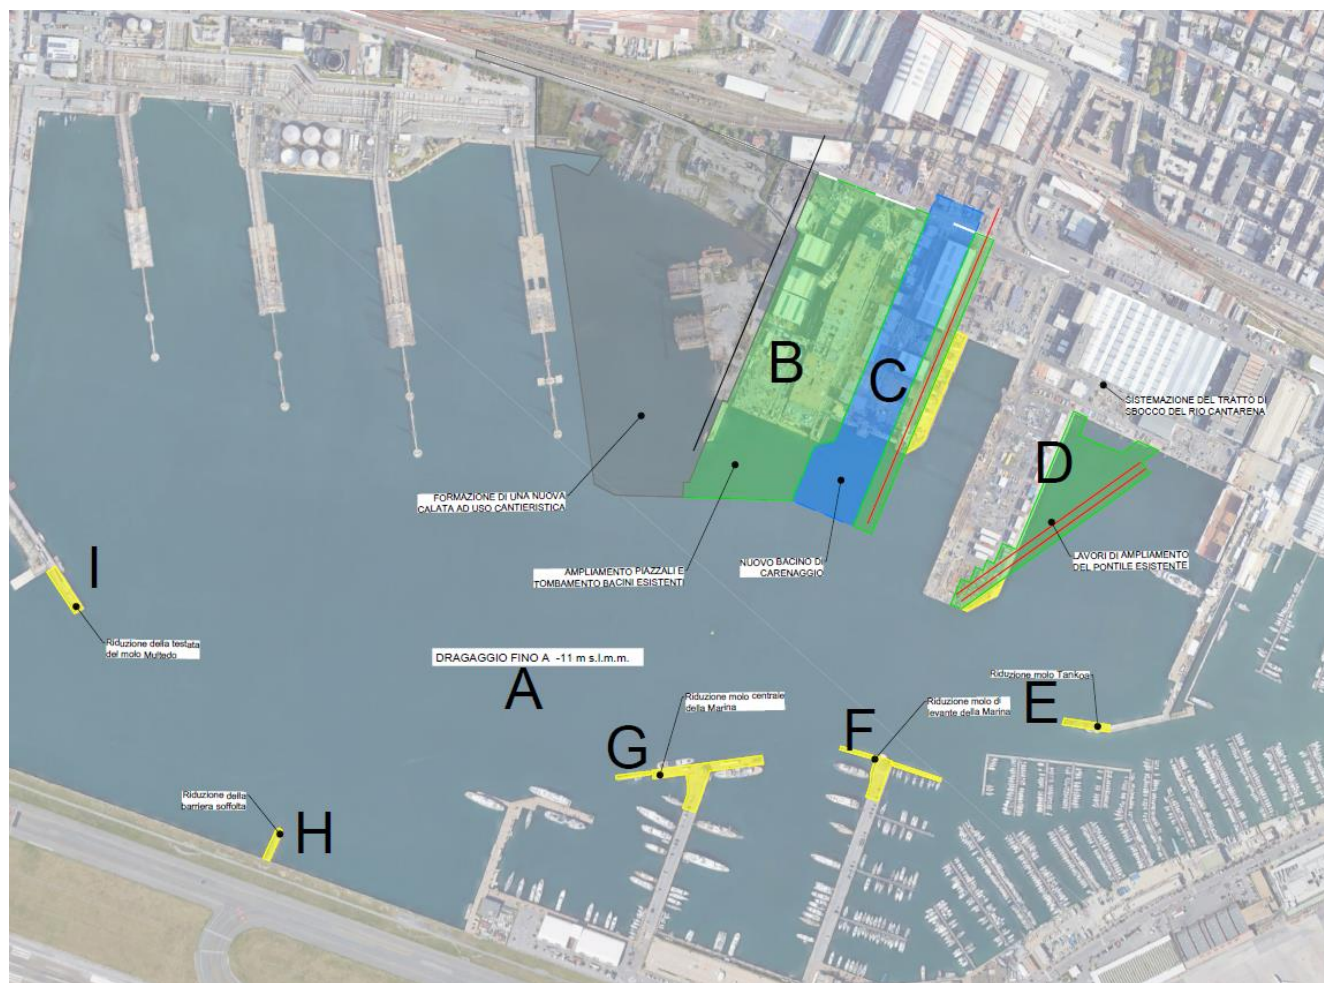 B
C
SISTEMAZIONE DEL TRATTO DI
SBOCCO DEL RIO CANTARENA
D
FORMAZIONE DI UNA NUOVA
CALATA AD USO CANTIERISTICA
AMPLIAMENTO PIAZZALI E
TOMBAMENTO BACINI ESISTENTI
NUOVO BACINO DI
CARENAGGIO
LAVORI DI AMPLIAMENTO
DEL PONTILE ESISTENTE
I
Riduzione della testata
del molo Multedo
DRAGAGGIO FINO A -11 m s.l.m.m.
A
Riduzione molo centrale
della Marina
Riduzione molo di
levante della Marina
Riduzione molo Tankoa
E
F
G
Riduzione della
barriera soffolta
H